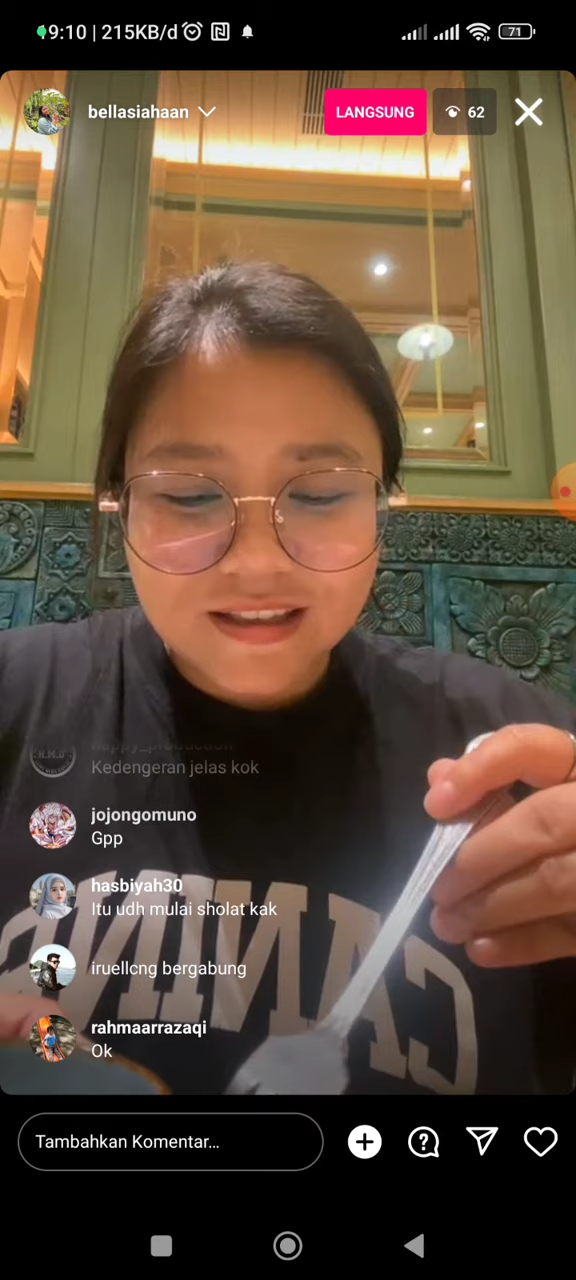 9:10 | 215KB/d
71
bellasiahaan
LANGSUNG
62
happy_production
Kedengeran jelas kok
jojongomuno
Gpp
hasbiyah30
Itu udh mulai sholat kak
iruellcng bergabung
rahmaarrazaqi
Ok
Tambahkan Komentar...